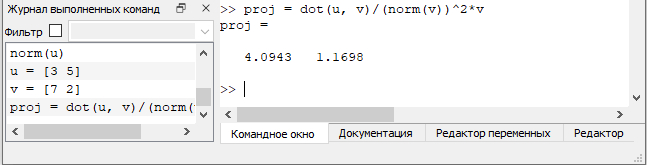 Журнал выполненных команд
Фильтр
norm(u)
u = [3 5]
v = [7 2]
proj = dot(u, v)/(norm(
>> proj = dot(u, v)/(norm(v))^2*v
proj =
4.0943 1.1698
>>
Командное окно Документация Редактор переменных Редактор